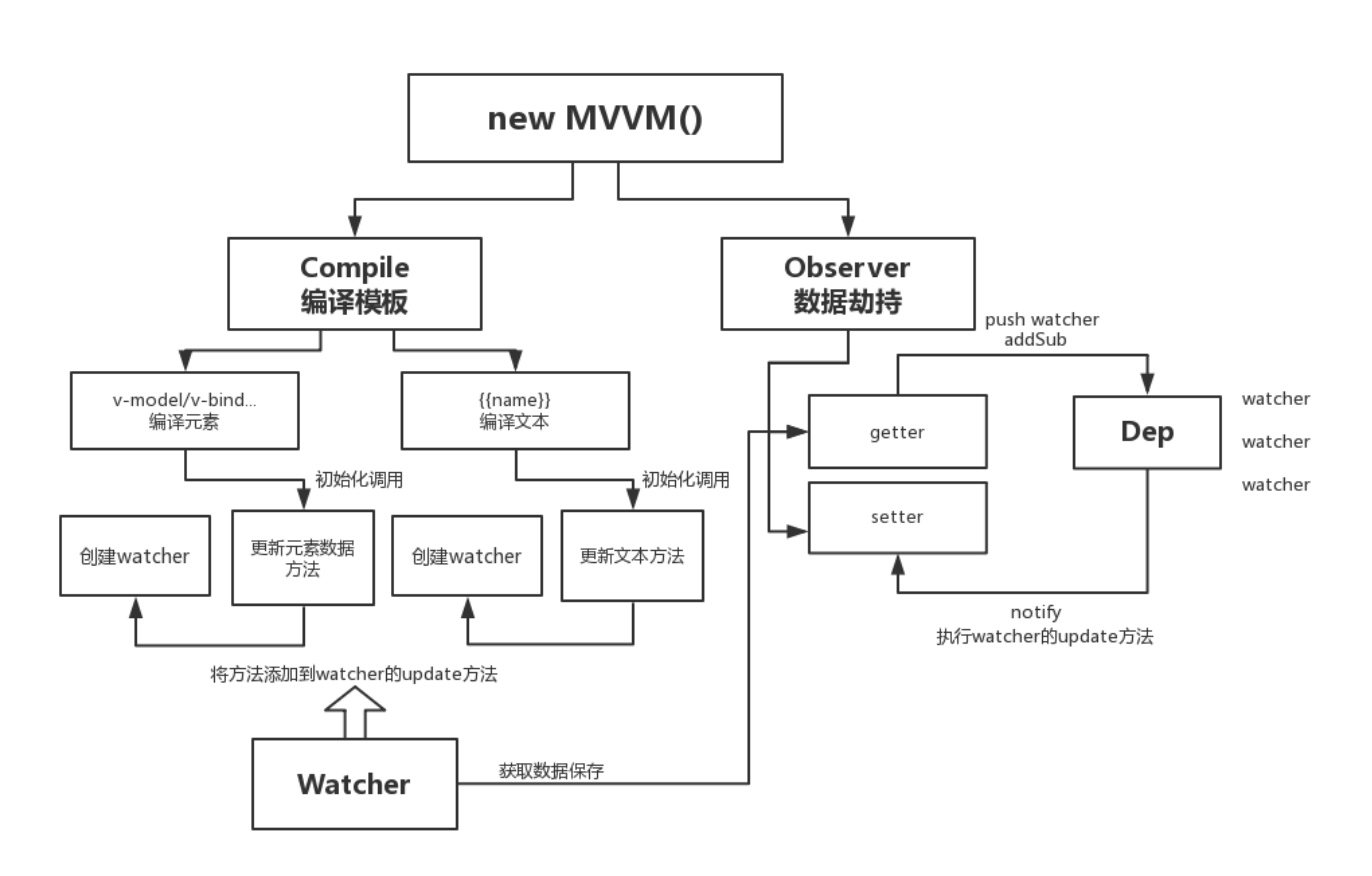 new MVVM()
Compile
编译模板
Observer
数据劫持
push watcher
addSub
v-model/v-bind...
编译元素
{{name}}
编译文本
getter
Dep
watcher
watcher
watcher
初始化调用
初始化调用
setter
创建watcher
更新元素数据
方法
创建watcher
更新文本方法
notify
执行watcher的update方法
将方法添加到watcher的update方法
Watcher
获取数据保存